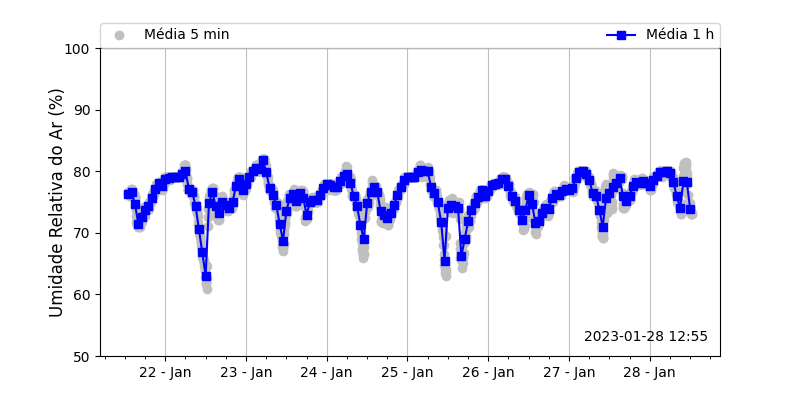 Média 5 min
Média 1 h
Umidade Relativa do Ar (%)
100
90
80
70
60
50
2023-01-28 12:55
22 - Jan
23 - Jan
24 - Jan
25 - Jan
26 - Jan
27 - Jan
28 - Jan